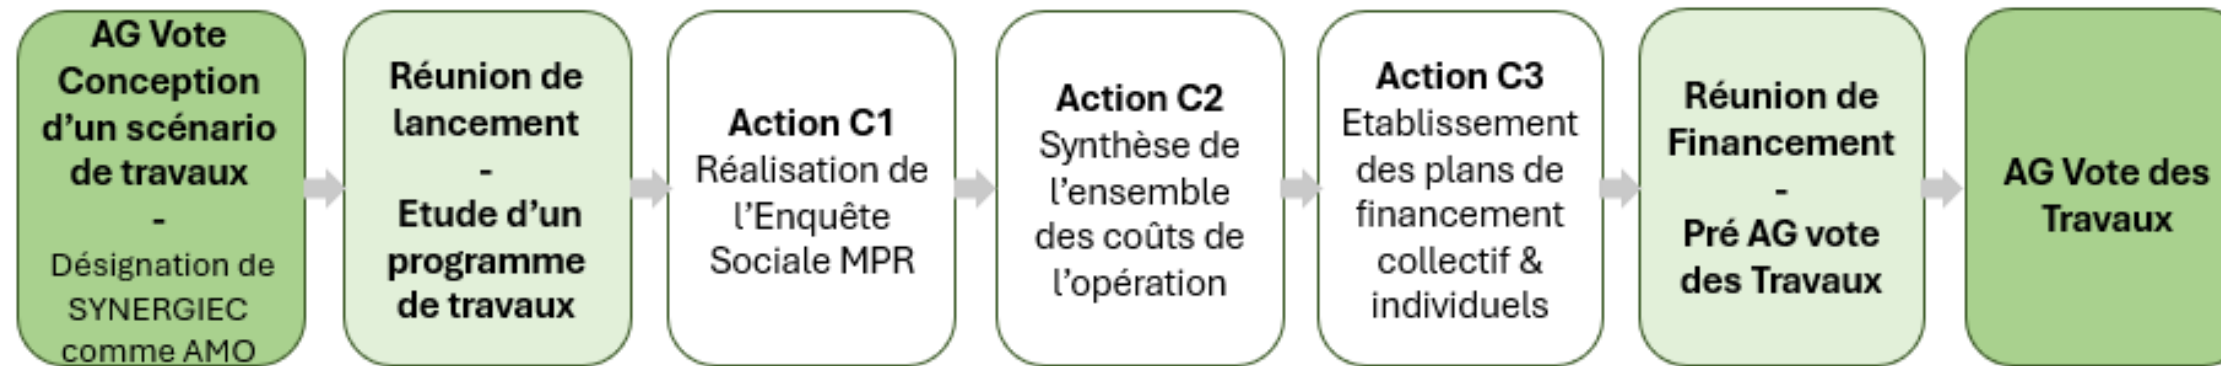 AG Vote
Conception
d’un scénario
de travaux
-
Désignation de
SYNERGIEC
comme AMO
Réunion de
lancement
-
Etude d’un
programme
de travaux
Action C1
Réalisation de
l’Enquête
Sociale MPR
Action C2
Synthèse de
l’ensemble
des coûts de
l’opération
Action C3
Etablissement
des plans de
financement
collectif &
individuels
Réunion de
Financement
-
Pré AG vote
des Travaux
AG Vote des
Travaux